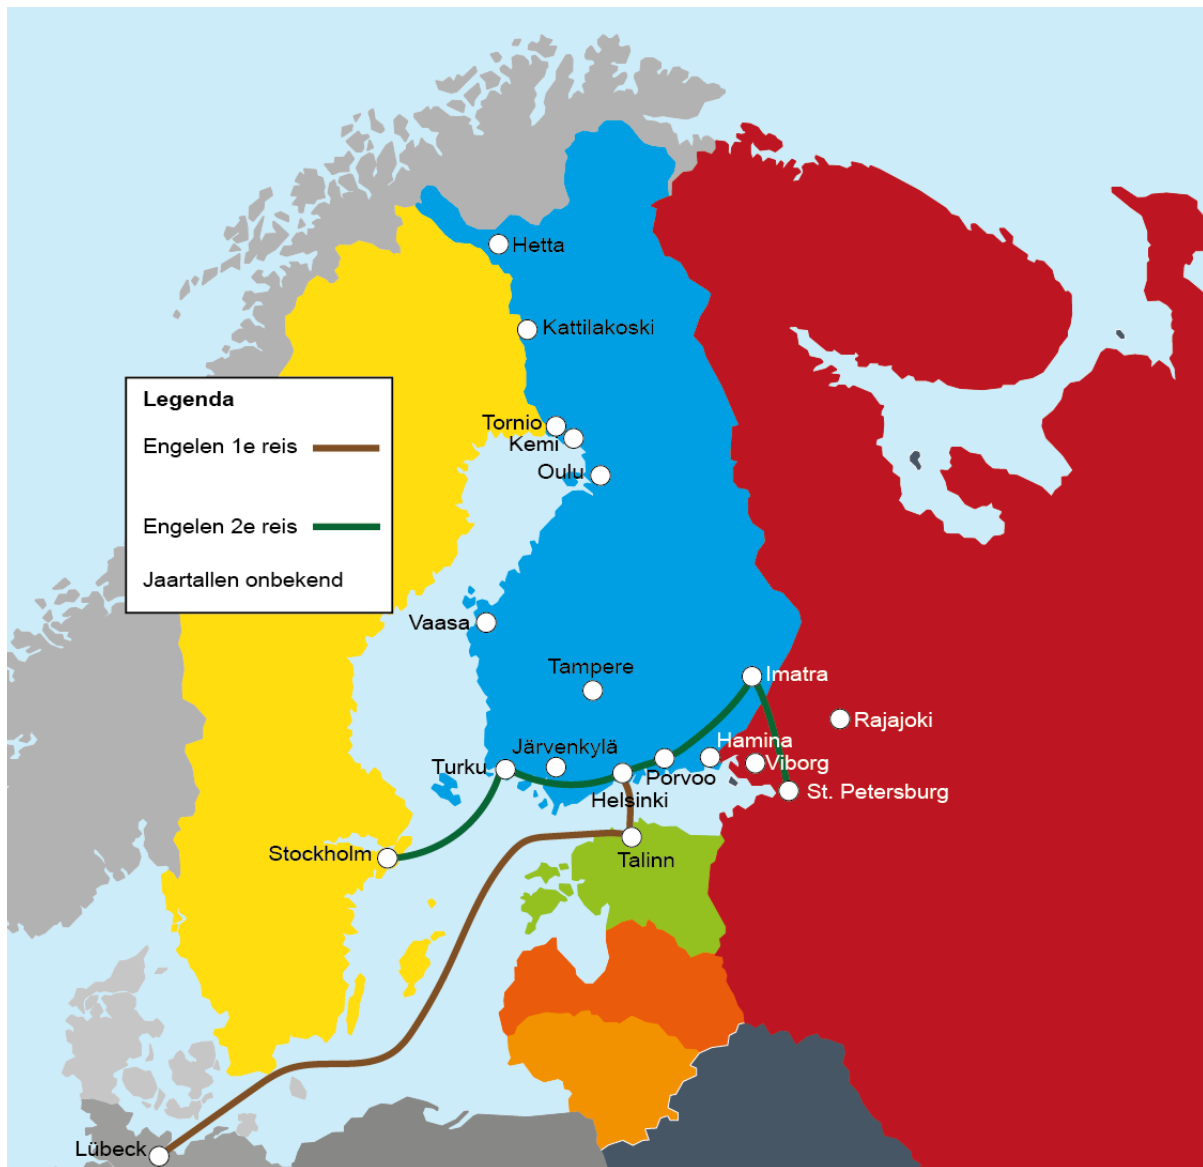 Hetta
Kattilakoski
Legenda
Engelen 1e reis
Engelen 2e reis
Jaartallen onbekend
Tornio
Kemi
Oulu
Vaasa
Tampere
Imatra
Rajajoki
Hamina
Järvenkylä
Turku
Viborg
Porvoo
St. Petersburg
Helsinki
Stockholm
Talinn
Lübeck